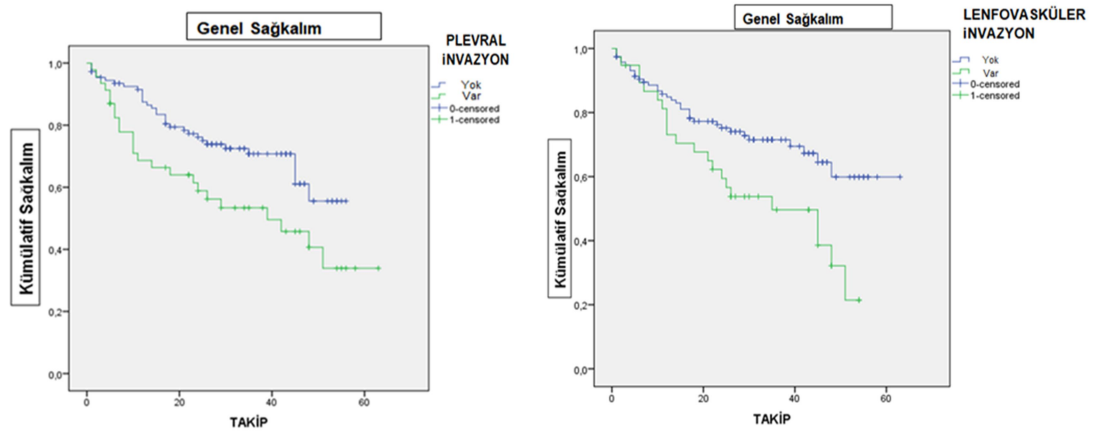 Genel Sağkalım
PLEVRAL
iNVAZYON
Yok
Var
0-censored
1-censored
Kümülatif Sağkalım
1,0
0,8
0,6
0,4
0,2
0,0
0
20
40
60
TAKİP
Genel Sağkalım
LENFOVASKÜLER
iNVAZYON
Yok
Var
0-censored
1-censored
Kümülatif Sağkalım
1,0
0,8
0,6
0,4
0,2
0,0
0
20
40
60
TAKİP